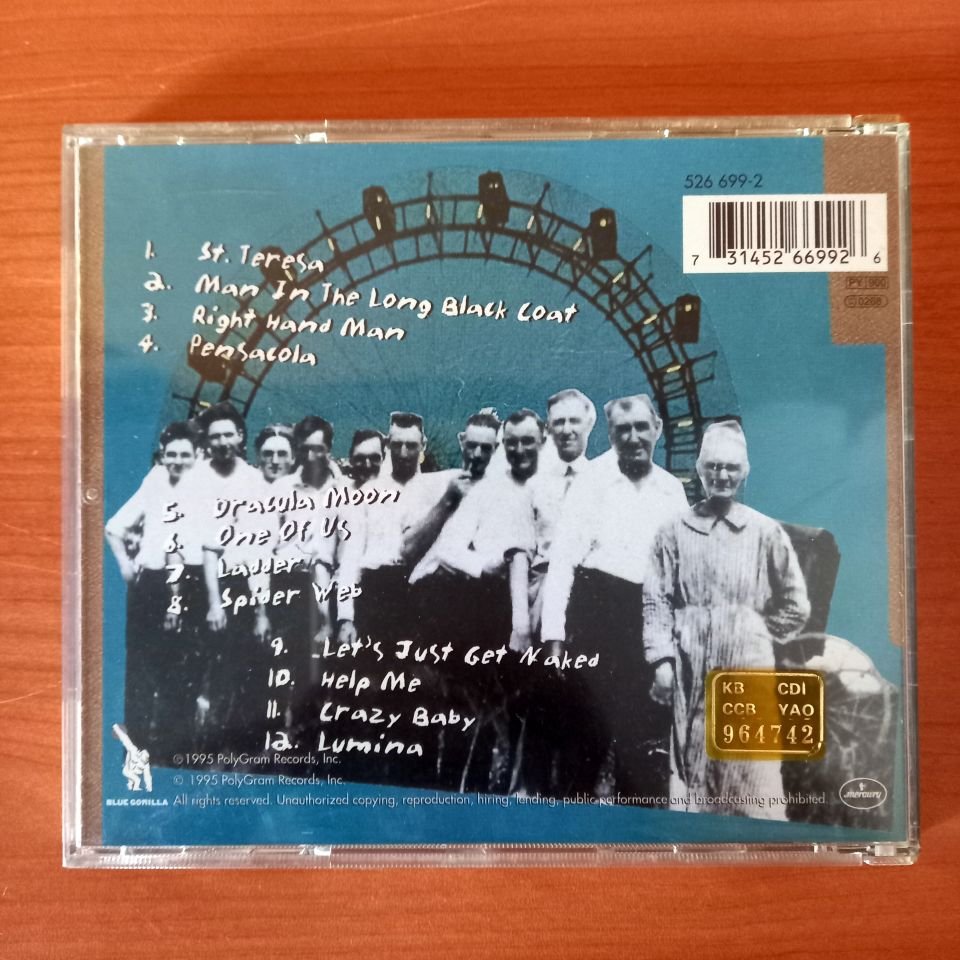 526 699-2
7 31452 66992 6
PY 900
1. St. Teresa
2. Man In The Long Black Coat
3. Right Hand Man
4. Pensacola
5. Dracula Moon
6. One Of Us
7. Ladder
8. Spider Web
9. Let's Just Get Naked
10. Help Me
11. Crazy Baby
12. Lumina
KB CDI
CCB YAO
964742
℗1995 PolyGram Records, Inc.
© 1995 PolyGram Records, Inc.
BLUE GORILLA All rights reserved. Unauthorized copying, reproduction, hiring, lending, public performance and broadcasting prohibited.
mercury